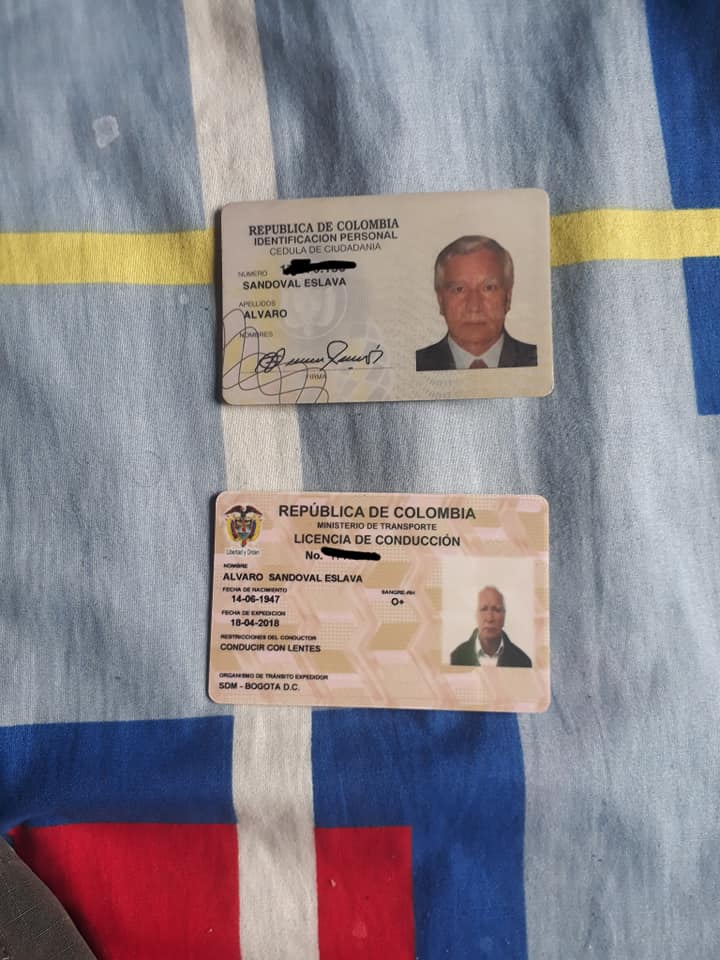 REPUBLICA DE COLOMBIA
IDENTIFICACION PERSONAL
CEDULA DE CIUDADANIA
NUMERO
SANDOVAL ESLAVA
APELLIDOS
ALVARO
NOMBRES
FIRMA
REPÚBLICA DE COLOMBIA
MINISTERIO DE TRANSPORTE
LICENCIA DE CONDUCCIÓN
No.
Libertad y Orden
NOMBRE
ALVARO SANDOVAL ESLAVA
FECHA DE NACIMIENTO
14-06-1947
SANGRE-RH
O+
FECHA DE EXPEDICION
18-04-2018
RESTRICCIONES DEL CONDUCTOR
CONDUCIR CON LENTES
ORGANISMO DE TRÁNSITO EXPEDIDOR
SDM - BOGOTA D.C.